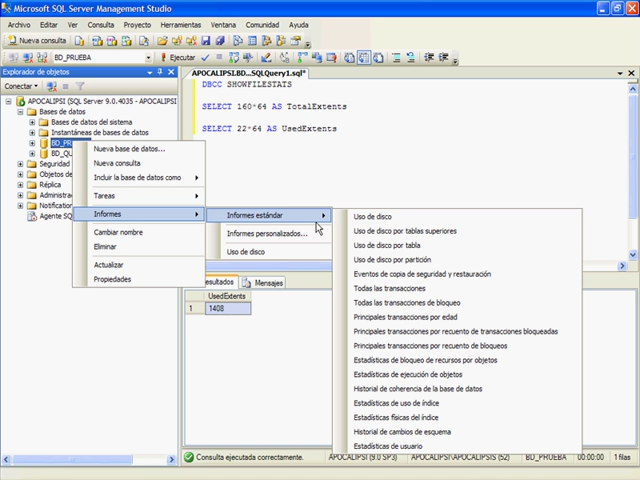 Microsoft SQL Server Management Studio
Archivo Editar Ver Consulta Proyecto Herramientas Ventana Comunidad Ayuda
Nueva consulta
BD_PRUEBA Ejecutar
Explorador de objetos
Conectar
APOCALIPSI (SQL Server 9.0.4035 - APOCALIPSI
Bases de datos
Bases de datos del sistema
Instantáneas de bases de datos
BD_PR
BD_QL
Seguridad
Objetos de
Réplica
Administrac
Notification
Agente SQ
Nueva base de datos...
Nueva consulta
Incluir la base de datos como
Tareas
Informes
Cambiar nombre
Eliminar
Actualizar
Propiedades
Informes estándar
Informes personalizados...
Uso de disco
Uso de disco
Uso de disco por tablas superiores
Uso de disco por tabla
Uso de disco por partición
Eventos de copia de seguridad y restauración
Todas las transacciones
Todas las transacciones de bloqueo
Principales transacciones por edad
Principales transacciones por recuento de transacciones bloqueadas
Principales transacciones por recuento de bloqueos
Estadísticas de bloqueo de recursos por objetos
Estadísticas de ejecución de objetos
Historial de coherencia de la base de datos
Estadísticas de uso de índice
Estadísticas físicas del índice
Historial de cambios de esquema
Estadísticas de usuario
APOCALIPSI.BD...SQLQuery1.sql*
DBCC SHOWFILESTATS
SELECT 160*64 AS TotalExtents
SELECT 22*64 AS UsedExtents
esultados Mensajes
UsedExtents
1 1408
Consulta ejecutada correctamente. APOCALIPSI (9.0 SP3) APOCALIPSI\APOCALIPSIS (52) BD_PRUEBA 00:00:00 1 filas